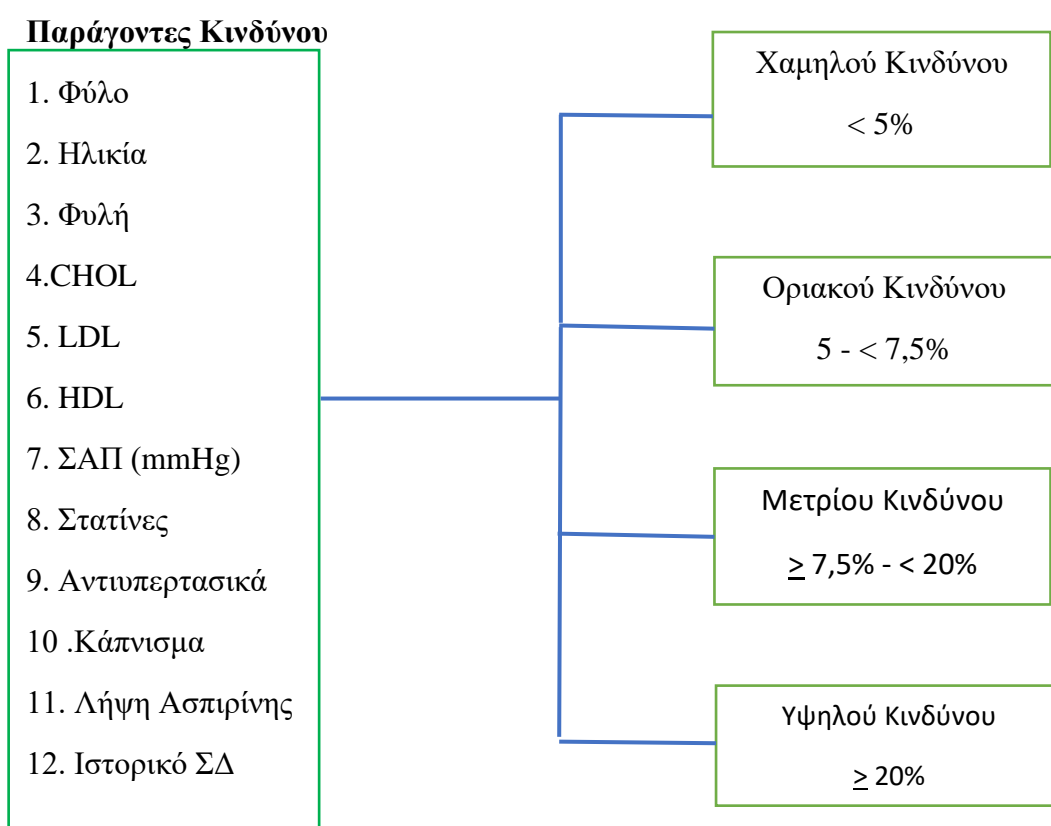 Παράγοντες Κινδύνου
1. Φύλο
2. Ηλικία
3. Φυλή
4.CHOL
5. LDL
6. HDL
7. ΣΑΠ (mmHg)
8. Στατίνες
9. Αντιυπερτασικά
10 .Κάπνισμα
11. Λήψη Ασπιρίνης
12. Ιστορικό ΣΔ
Χαμηλού Κινδύνου
< 5%
Οριακού Κινδύνου
5 - < 7,5%
Μετρίου Κινδύνου
≥ 7,5% - < 20%
Υψηλού Κινδύνου
≥ 20%